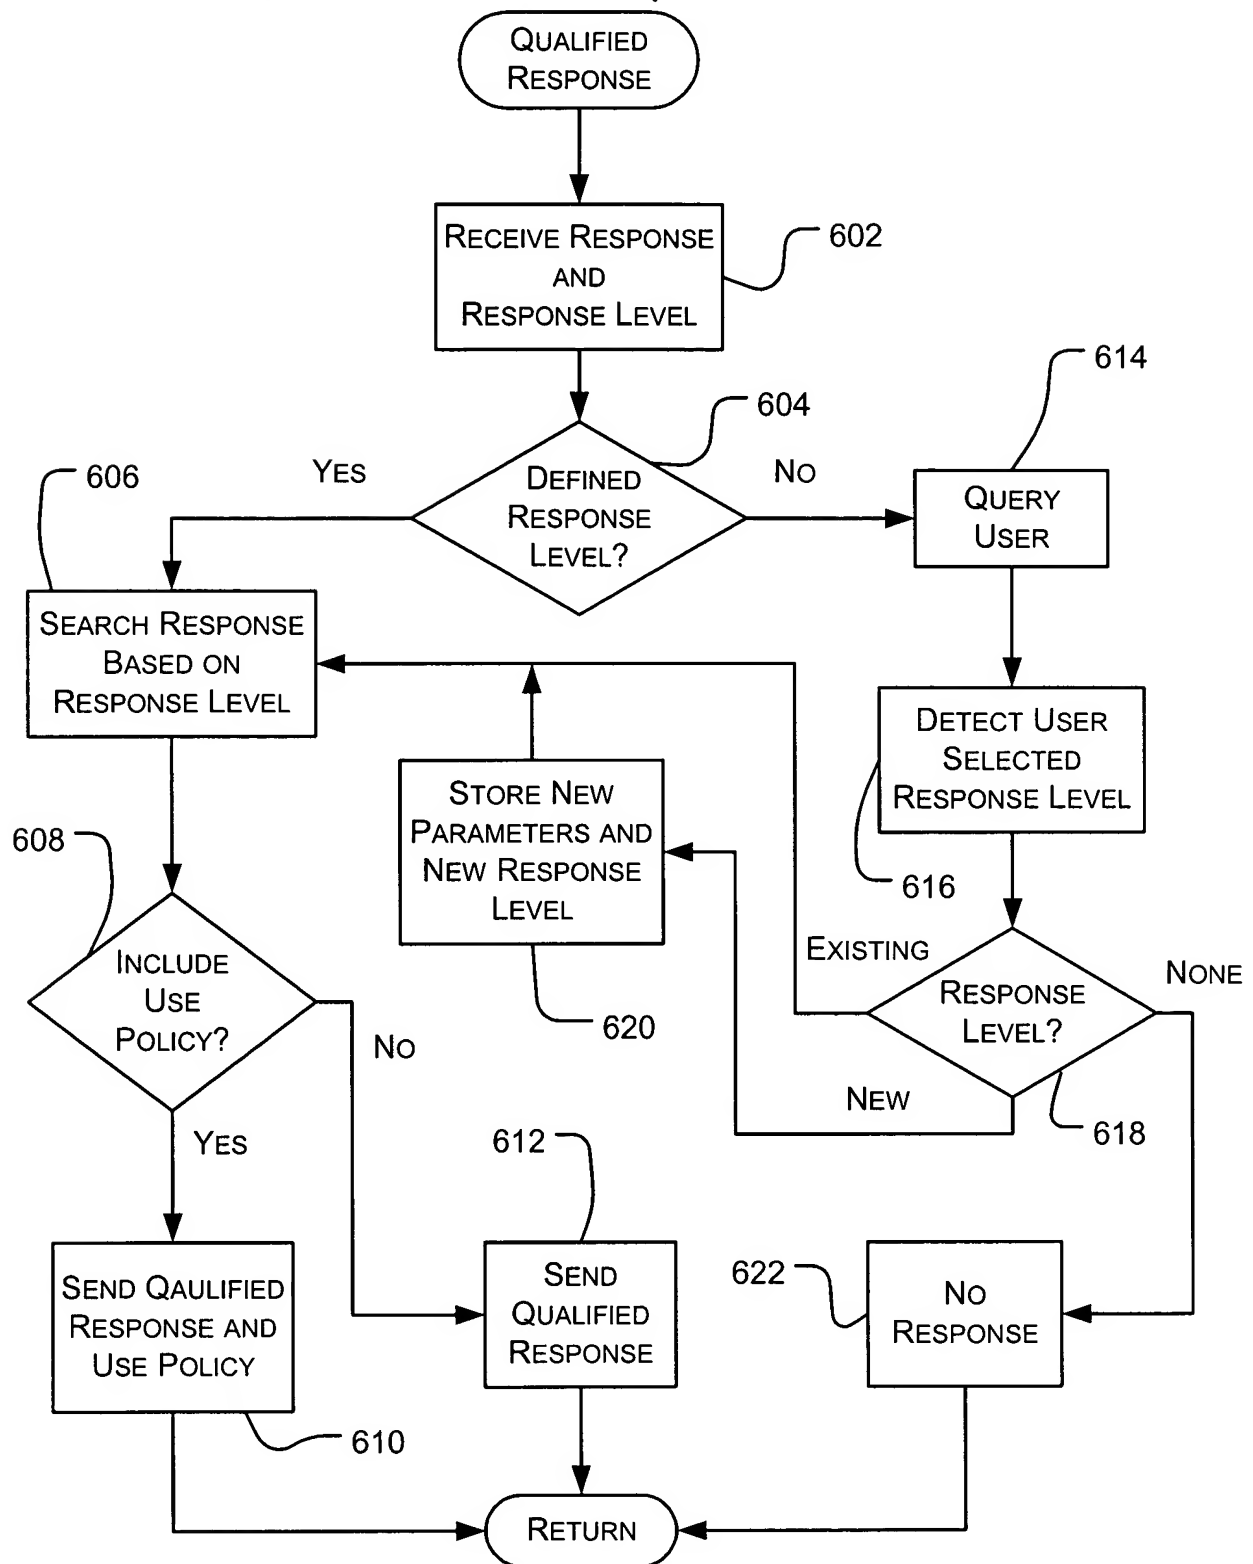 QUALIFIED
RESPONSE
RECEIVE RESPONSE
AND
RESPONSE LEVEL
602
614
604
DEFINED
RESPONSE
LEVEL?
YES
NO
606
QUERY
USER
SEARCH RESPONSE
BASED ON
RESPONSE LEVEL
DETECT USER
SELECTED
RESPONSE LEVEL
616
STORE NEW
PARAMETERS AND
NEW RESPONSE
LEVEL
620
608
INCLUDE
USE
POLICY?
NO
YES
EXISTING
NONE
RESPONSE
LEVEL?
NEW
618
612
SEND QAULIFIED
RESPONSE AND
USE POLICY
610
SEND
QUALIFIED
RESPONSE
622
NO
RESPONSE
RETURN